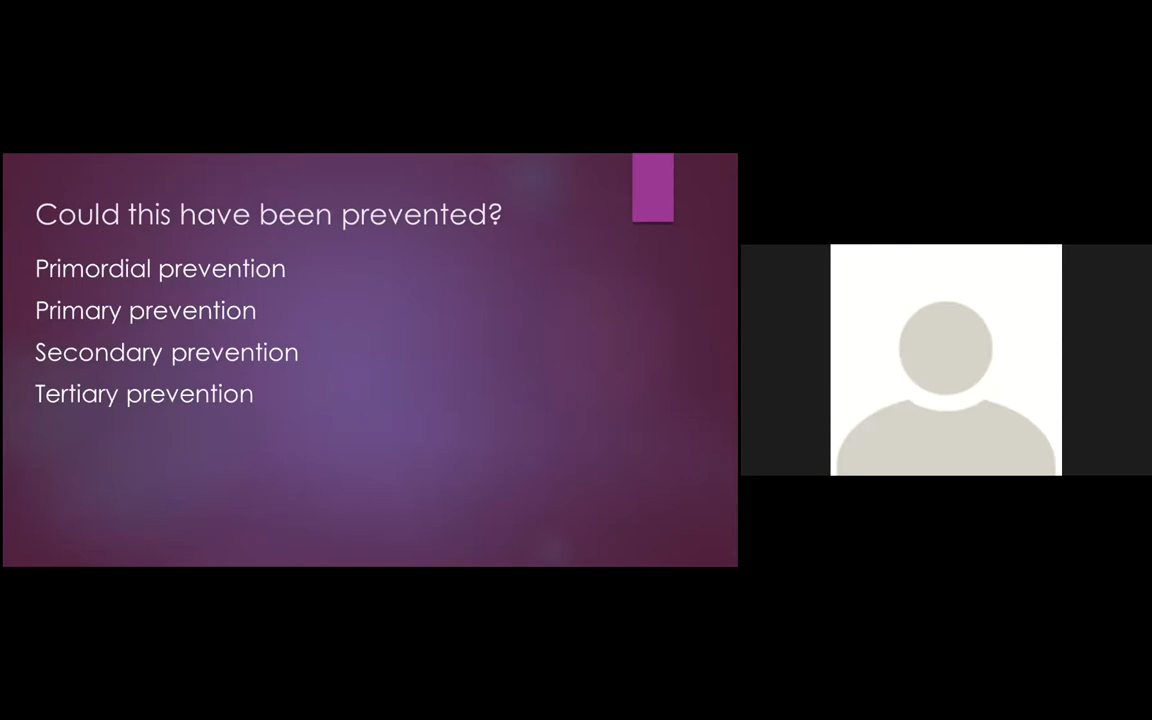 Could this have been prevented?
Primordial prevention
Primary prevention
Secondary prevention
Tertiary prevention